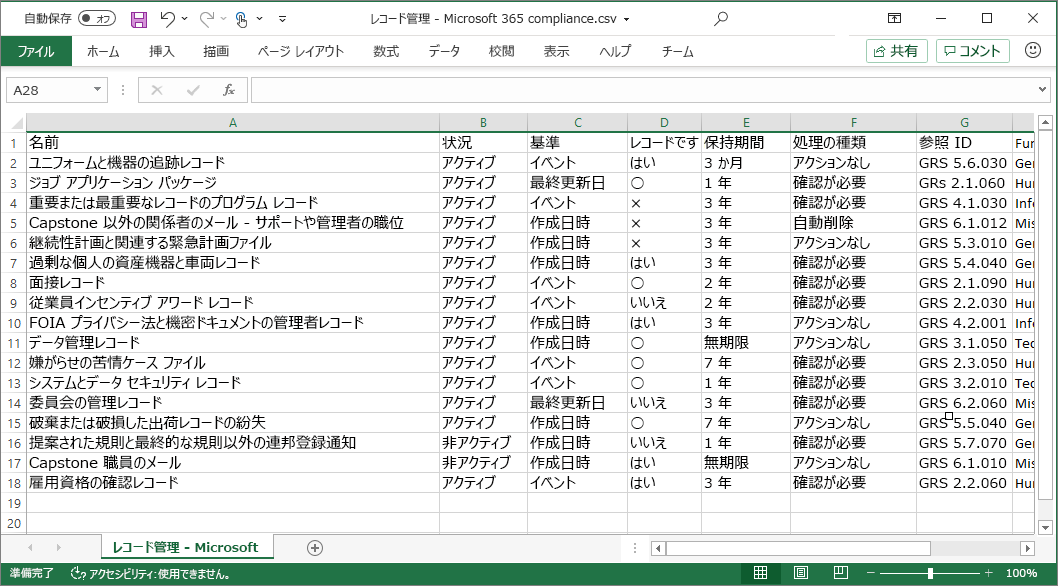 自動保存 オフ レコード管理 - Microsoft 365 compliance.csv
ファイル ホーム 挿入 描画 ページ レイアウト 数式 データ 校閲 表示 ヘルプ チーム 共有 コメント
A28 fx
A B C D E F G
1 名前 状況 基準 レコードです 保持期間 処理の種類 参照 ID Fur
2 ユニフォームと機器の追跡レコード アクティブ イベント はい 3 か月 アクションなし GRS 5.6.030 Ger
3 ジョブ アプリケーション パッケージ アクティブ 最終更新日 ○ 1 年 確認が必要 GRs 2.1.060 Hur
4 重要または最重要なレコードのプログラム レコード アクティブ イベント × 3 年 確認が必要 GRS 4.1.030 Info
5 Capstone 以外の関係者のメール - サポートや管理者の職位 アクティブ 作成日時 × 3 年 自動削除 GRS 6.1.012 Mis
6 継続性計画と関連する緊急計画ファイル アクティブ 作成日時 × 3 年 アクションなし GRS 5.3.010 Ger
7 過剰な個人の資産機器と車両レコード アクティブ 作成日時 はい 3 年 確認が必要 GRS 5.4.040 Ger
8 面接レコード アクティブ イベント ○ 2 年 確認が必要 GRS 2.1.090 Hur
9 従業員インセンティブ アワード レコード アクティブ イベント いいえ 2 年 確認が必要 GRS 2.2.030 Hur
10 FOIA プライバシー法と機密ドキュメントの管理者レコード アクティブ 作成日時 はい 3 年 アクションなし GRS 4.2.001 Info
11 データ管理レコード アクティブ 作成日時 ○ 無期限 アクションなし GRS 3.1.050 Tec
12 嫌がらせの苦情ケース ファイル アクティブ イベント ○ 7 年 確認が必要 GRS 2.3.050 Hur
13 システムとデータ セキュリティ レコード アクティブ イベント ○ 1 年 確認が必要 GRS 3.2.010 Tec
14 委員会の管理レコード アクティブ 最終更新日 いいえ 3 年 確認が必要 GRS 6.2.060 Mis
15 破棄または破損した出荷レコードの紛失 アクティブ 作成日時 ○ 7 年 アクションなし GRS 5.5.040 Ger
16 提案された規則と最終的な規則以外の連邦登録通知 非アクティブ 作成日時 いいえ 1 年 確認が必要 GRS 5.7.070 Ger
17 Capstone 職員のメール 非アクティブ 作成日時 はい 無期限 アクションなし GRS 6.1.010 Mis
18 雇用資格の確認レコード アクティブ イベント はい 3 年 確認が必要 GRS 2.2.060 Hur
19
20
レコード管理 - Microsoft
準備完了 アクセシビリティ: 使用できません。 100%